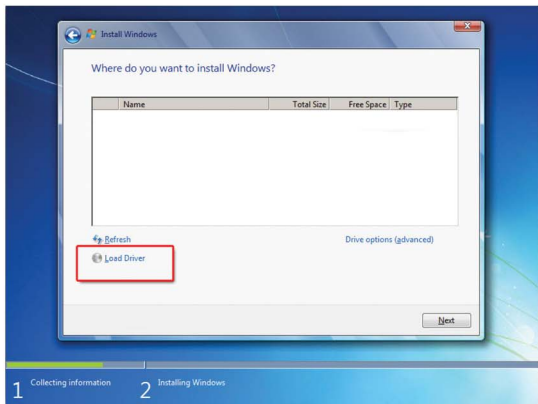 Install Windows
Where do you want to install Windows?
Name Total Size Free Space Type
Refresh Drive options (advanced)
Load Driver
Next
1 Collecting information 2 Installing Windows